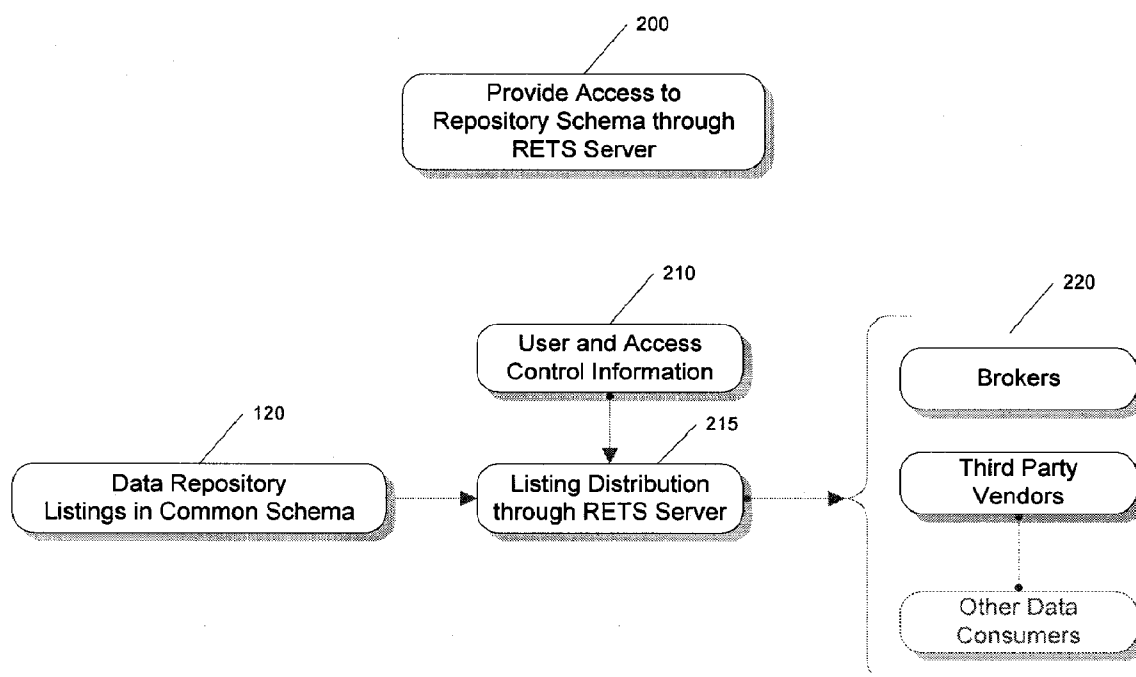 200
Provide Access to
Repository Schema through
RETS Server
210
User and Access
Control Information
220
Brokers
120
Data Repository
Listings in Common Schema
215
Listing Distribution
through RETS Server
Third Party
Vendors
Other Data
Consumers